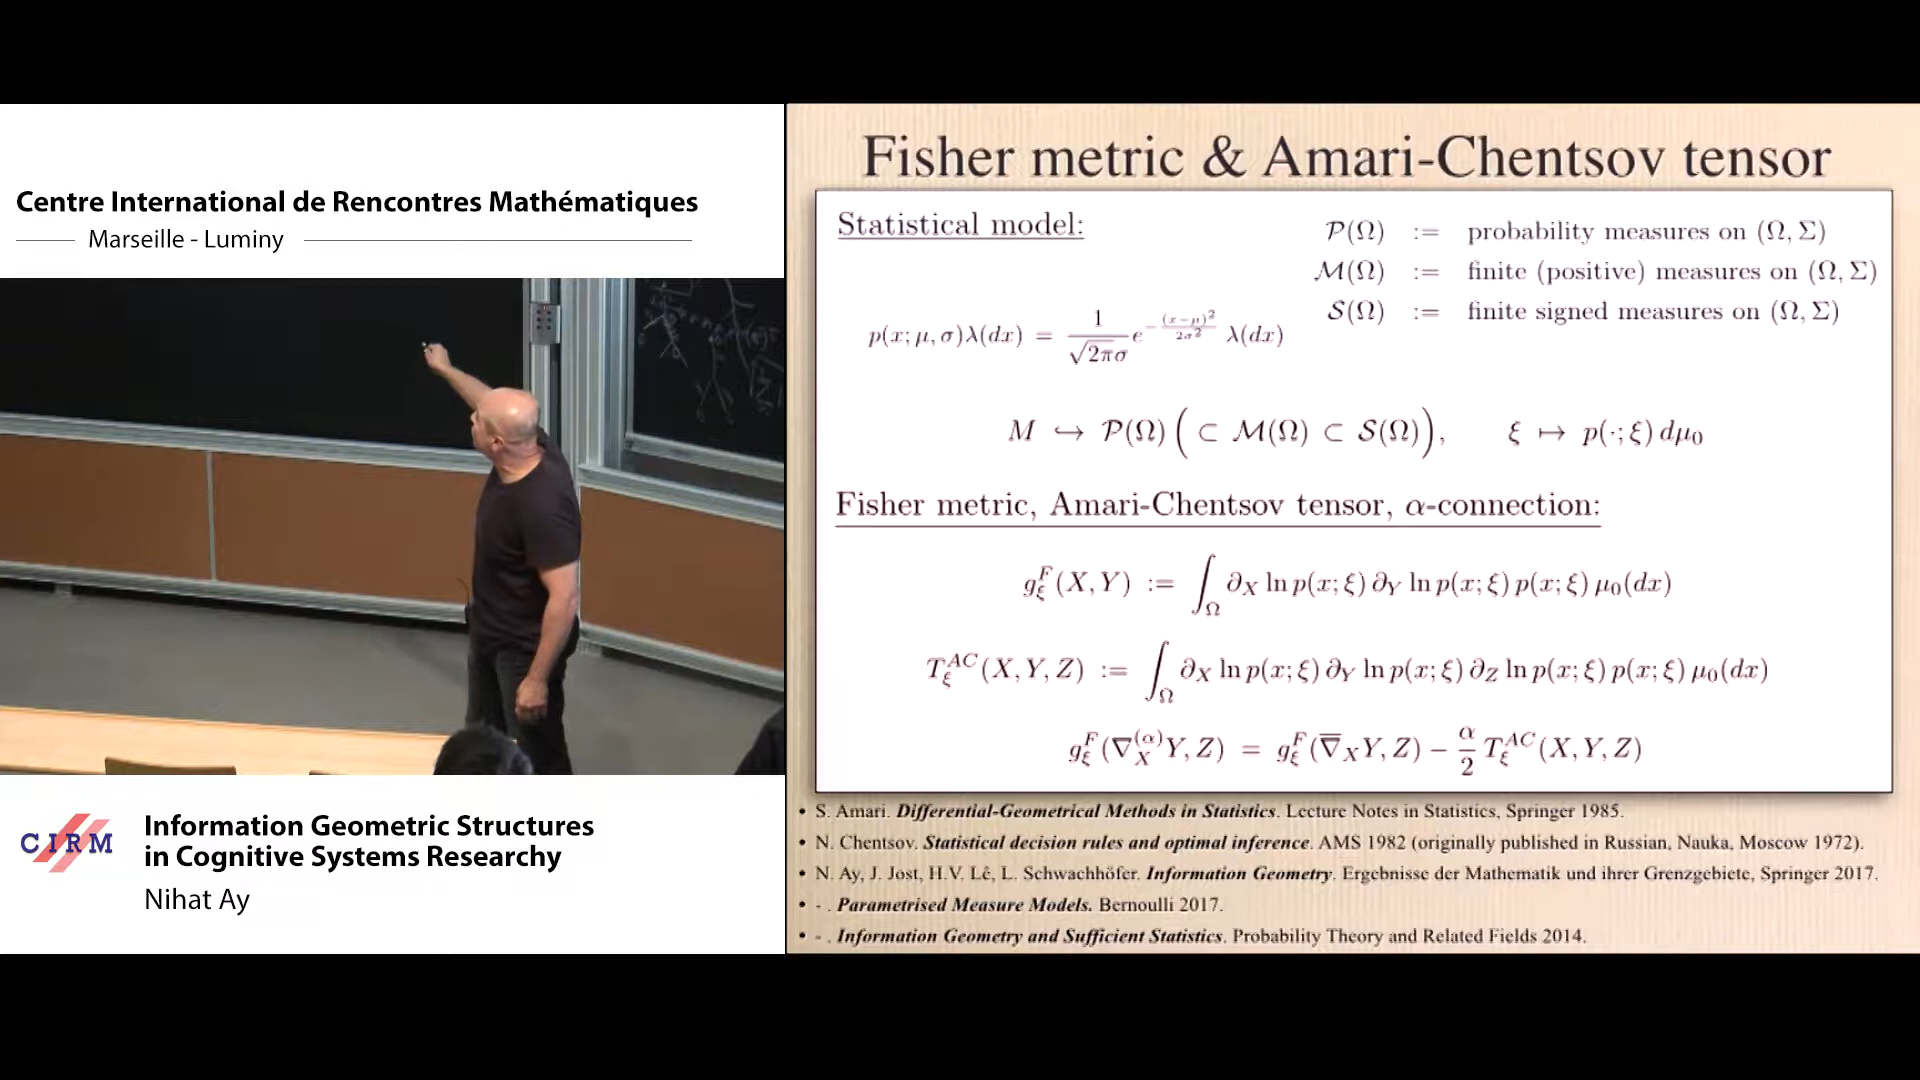 Centre International de Rencontres Mathématiques
Marseille - Luminy
CIRM
Information Geometric Structures
in Cognitive Systems Researchy
Nihat Ay
Fisher metric & Amari-Chentsov tensor
Statistical model:
𝒫(Ω) := probability measures on (Ω, Σ)
ℳ(Ω) := finite (positive) measures on (Ω, Σ)
𝒮(Ω) := finite signed measures on (Ω, Σ)
p(x; μ, σ)λ(dx) = 1/(√2π σ) e^{-(x-μ)²/2σ²} λ(dx)
M ↪ 𝒫(Ω) ( ⊂ ℳ(Ω) ⊂ 𝒮(Ω) ), ξ ↦ p(·; ξ) dμ₀
Fisher metric, Amari-Chentsov tensor, α-connection:
g_ξ^F(X, Y) := ∫_Ω ∂_X ln p(x; ξ) ∂_Y ln p(x; ξ) p(x; ξ) μ₀(dx)
T_ξ^{AC}(X, Y, Z) := ∫_Ω ∂_X ln p(x; ξ) ∂_Y ln p(x; ξ) ∂_Z ln p(x; ξ) p(x; ξ) μ₀(dx)
g_ξ^F(∇_X^{(α)} Y, Z) = g_ξ^F(∇̅_X Y, Z) − α/2 T_ξ^{AC}(X, Y, Z)
• S. Amari. Differential-Geometrical Methods in Statistics. Lecture Notes in Statistics, Springer 1985.
• N. Chentsov. Statistical decision rules and optimal inference. AMS 1982 (originally published in Russian, Nauka, Moscow 1972).
• N. Ay, J. Jost, H.V. Lê, L. Schwachhöfer. Information Geometry. Ergebnisse der Mathematik und ihrer Grenzgebiete, Springer 2017.
• - . Parametrised Measure Models. Bernoulli 2017.
• - . Information Geometry and Sufficient Statistics. Probability Theory and Related Fields 2014.